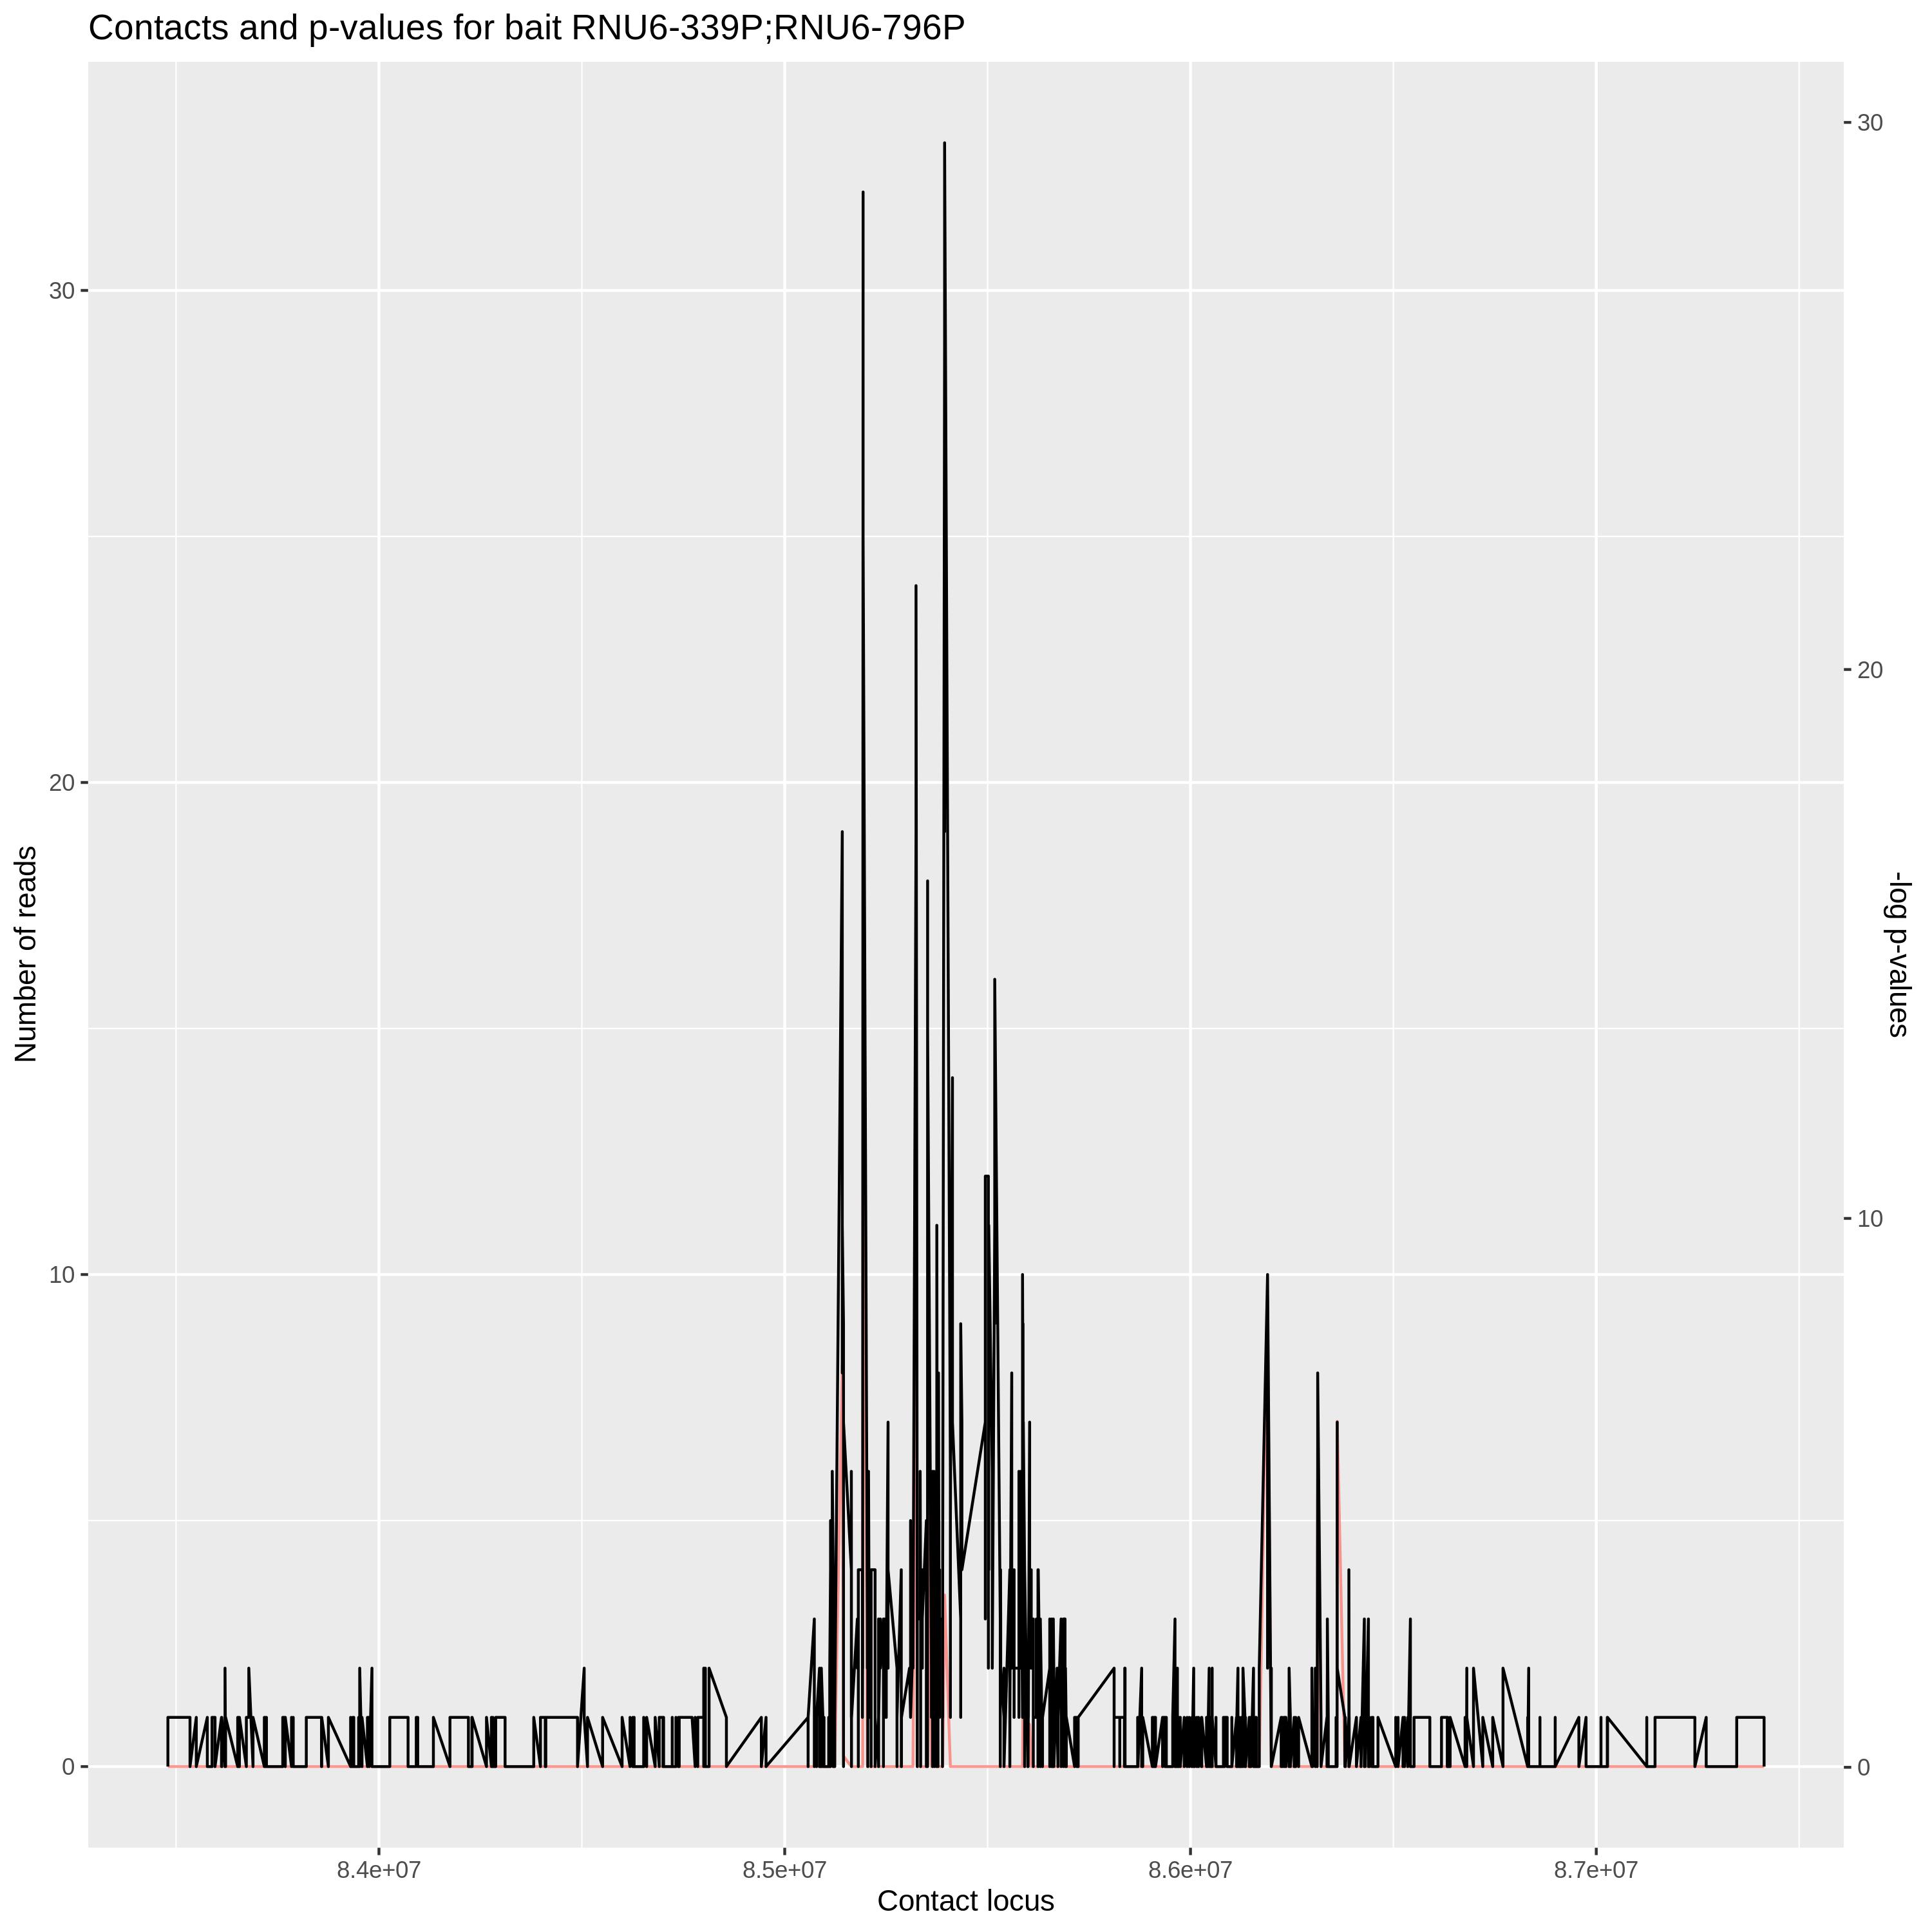 Contacts and p-values for bait RNU6-339P;RNU6-796P
30
20
10
0
Number of reads
30
20
10
0
-log p-values
8.4e+07
8.5e+07
8.6e+07
8.7e+07
Contact locus